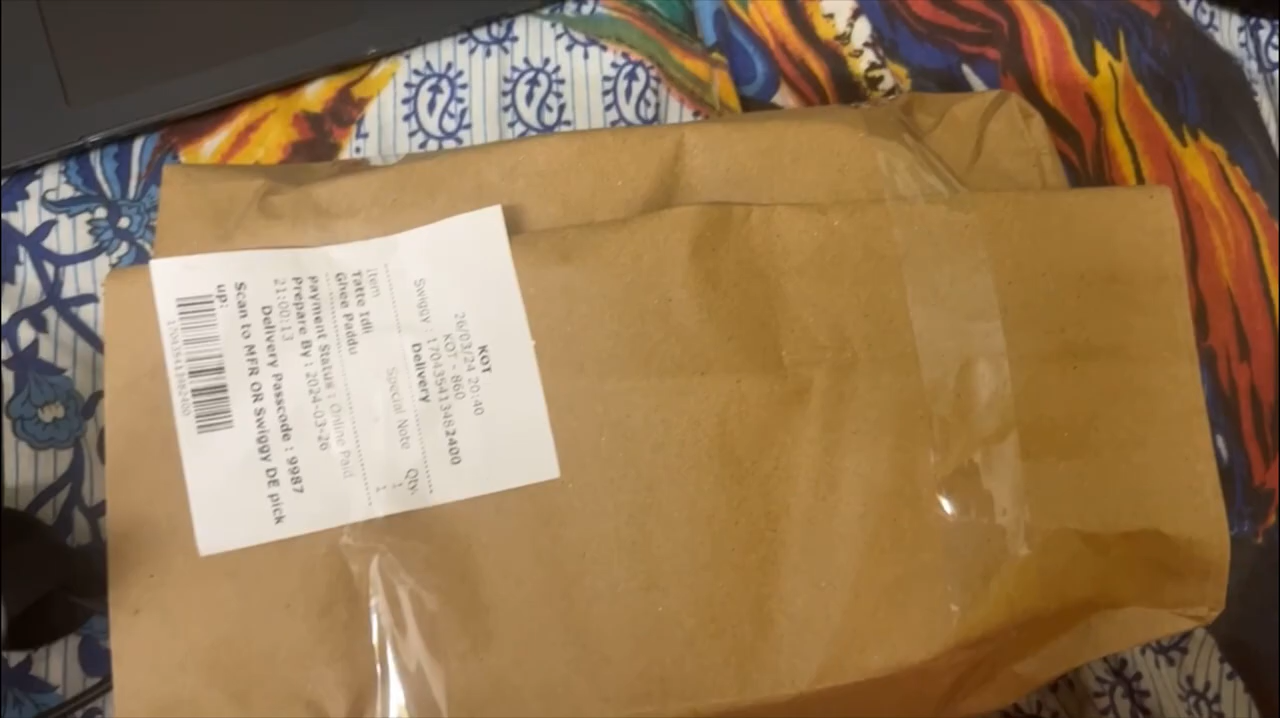 KOT
26/03/24 20:40
KOT - 860
Swiggy : 170435413482400
Delivery
Item Special Note Qty.
Tatte Idli 1
Ghee Paddu 1
Payment Status : Online Paid
Prepare By : 2024-03-26
21:00:13
Delivery Passcode : 9987
Scan to MFR OR Swiggy DE pick
up:
170435413482400